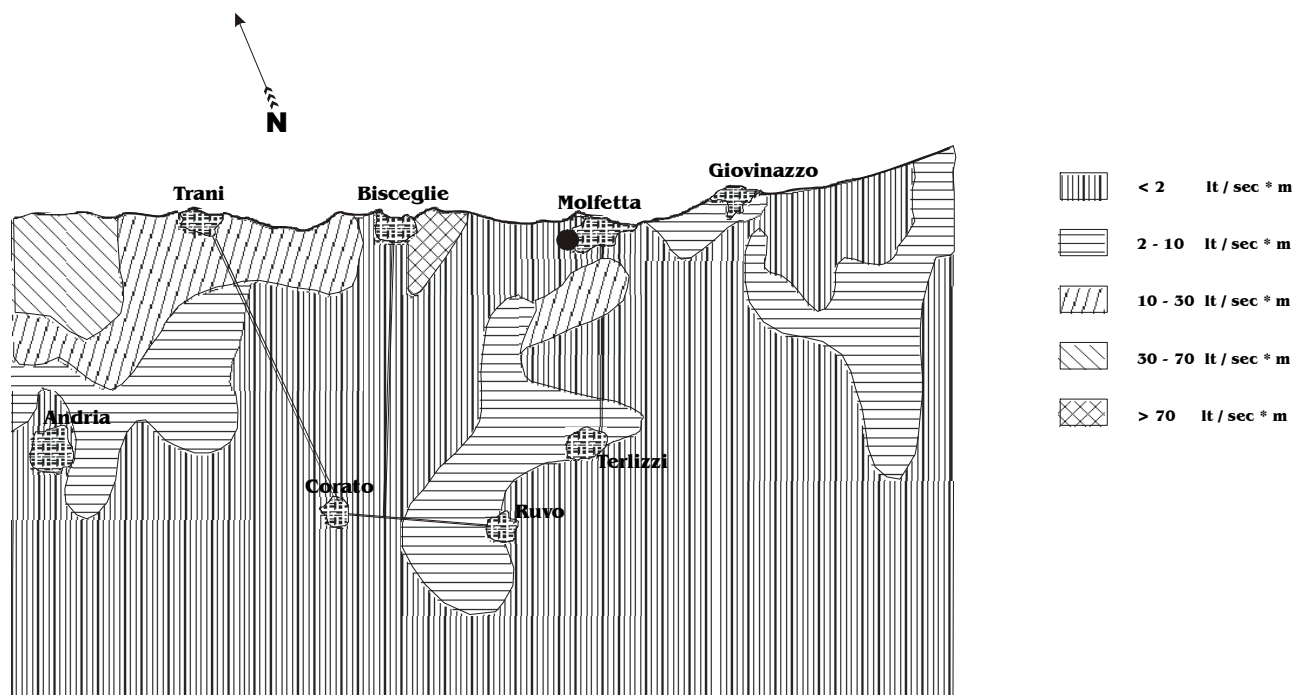 N
Trani
Bisceglie
Molfetta
Giovinazzo
Andria
Corato
Ruvo
Terlizzi
< 2 lt / sec * m
2 - 10 lt / sec * m
10 - 30 lt / sec * m
30 - 70 lt / sec * m
> 70 lt / sec * m